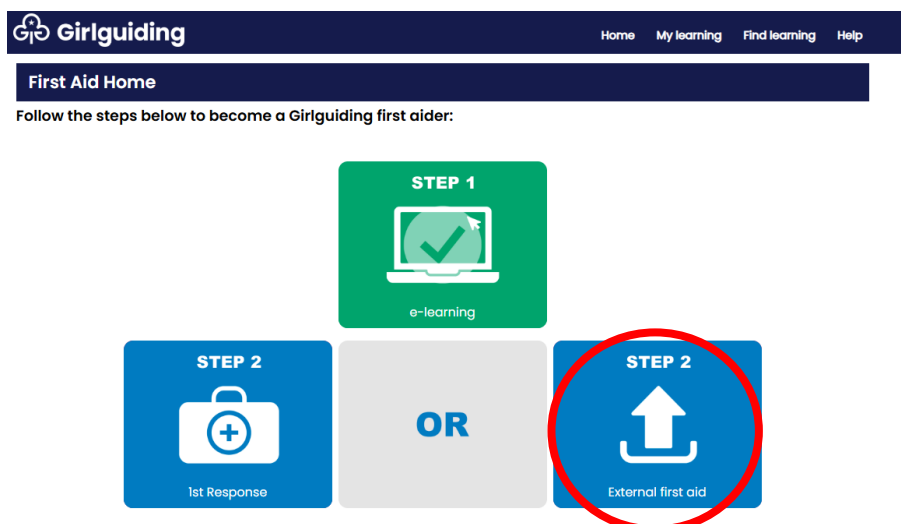 Girlguiding
Home My learning Find learning Help
First Aid Home
Follow the steps below to become a Girlguiding first aider:
STEP 1
e-learning
STEP 2
1st Response
OR
STEP 2
External first aid